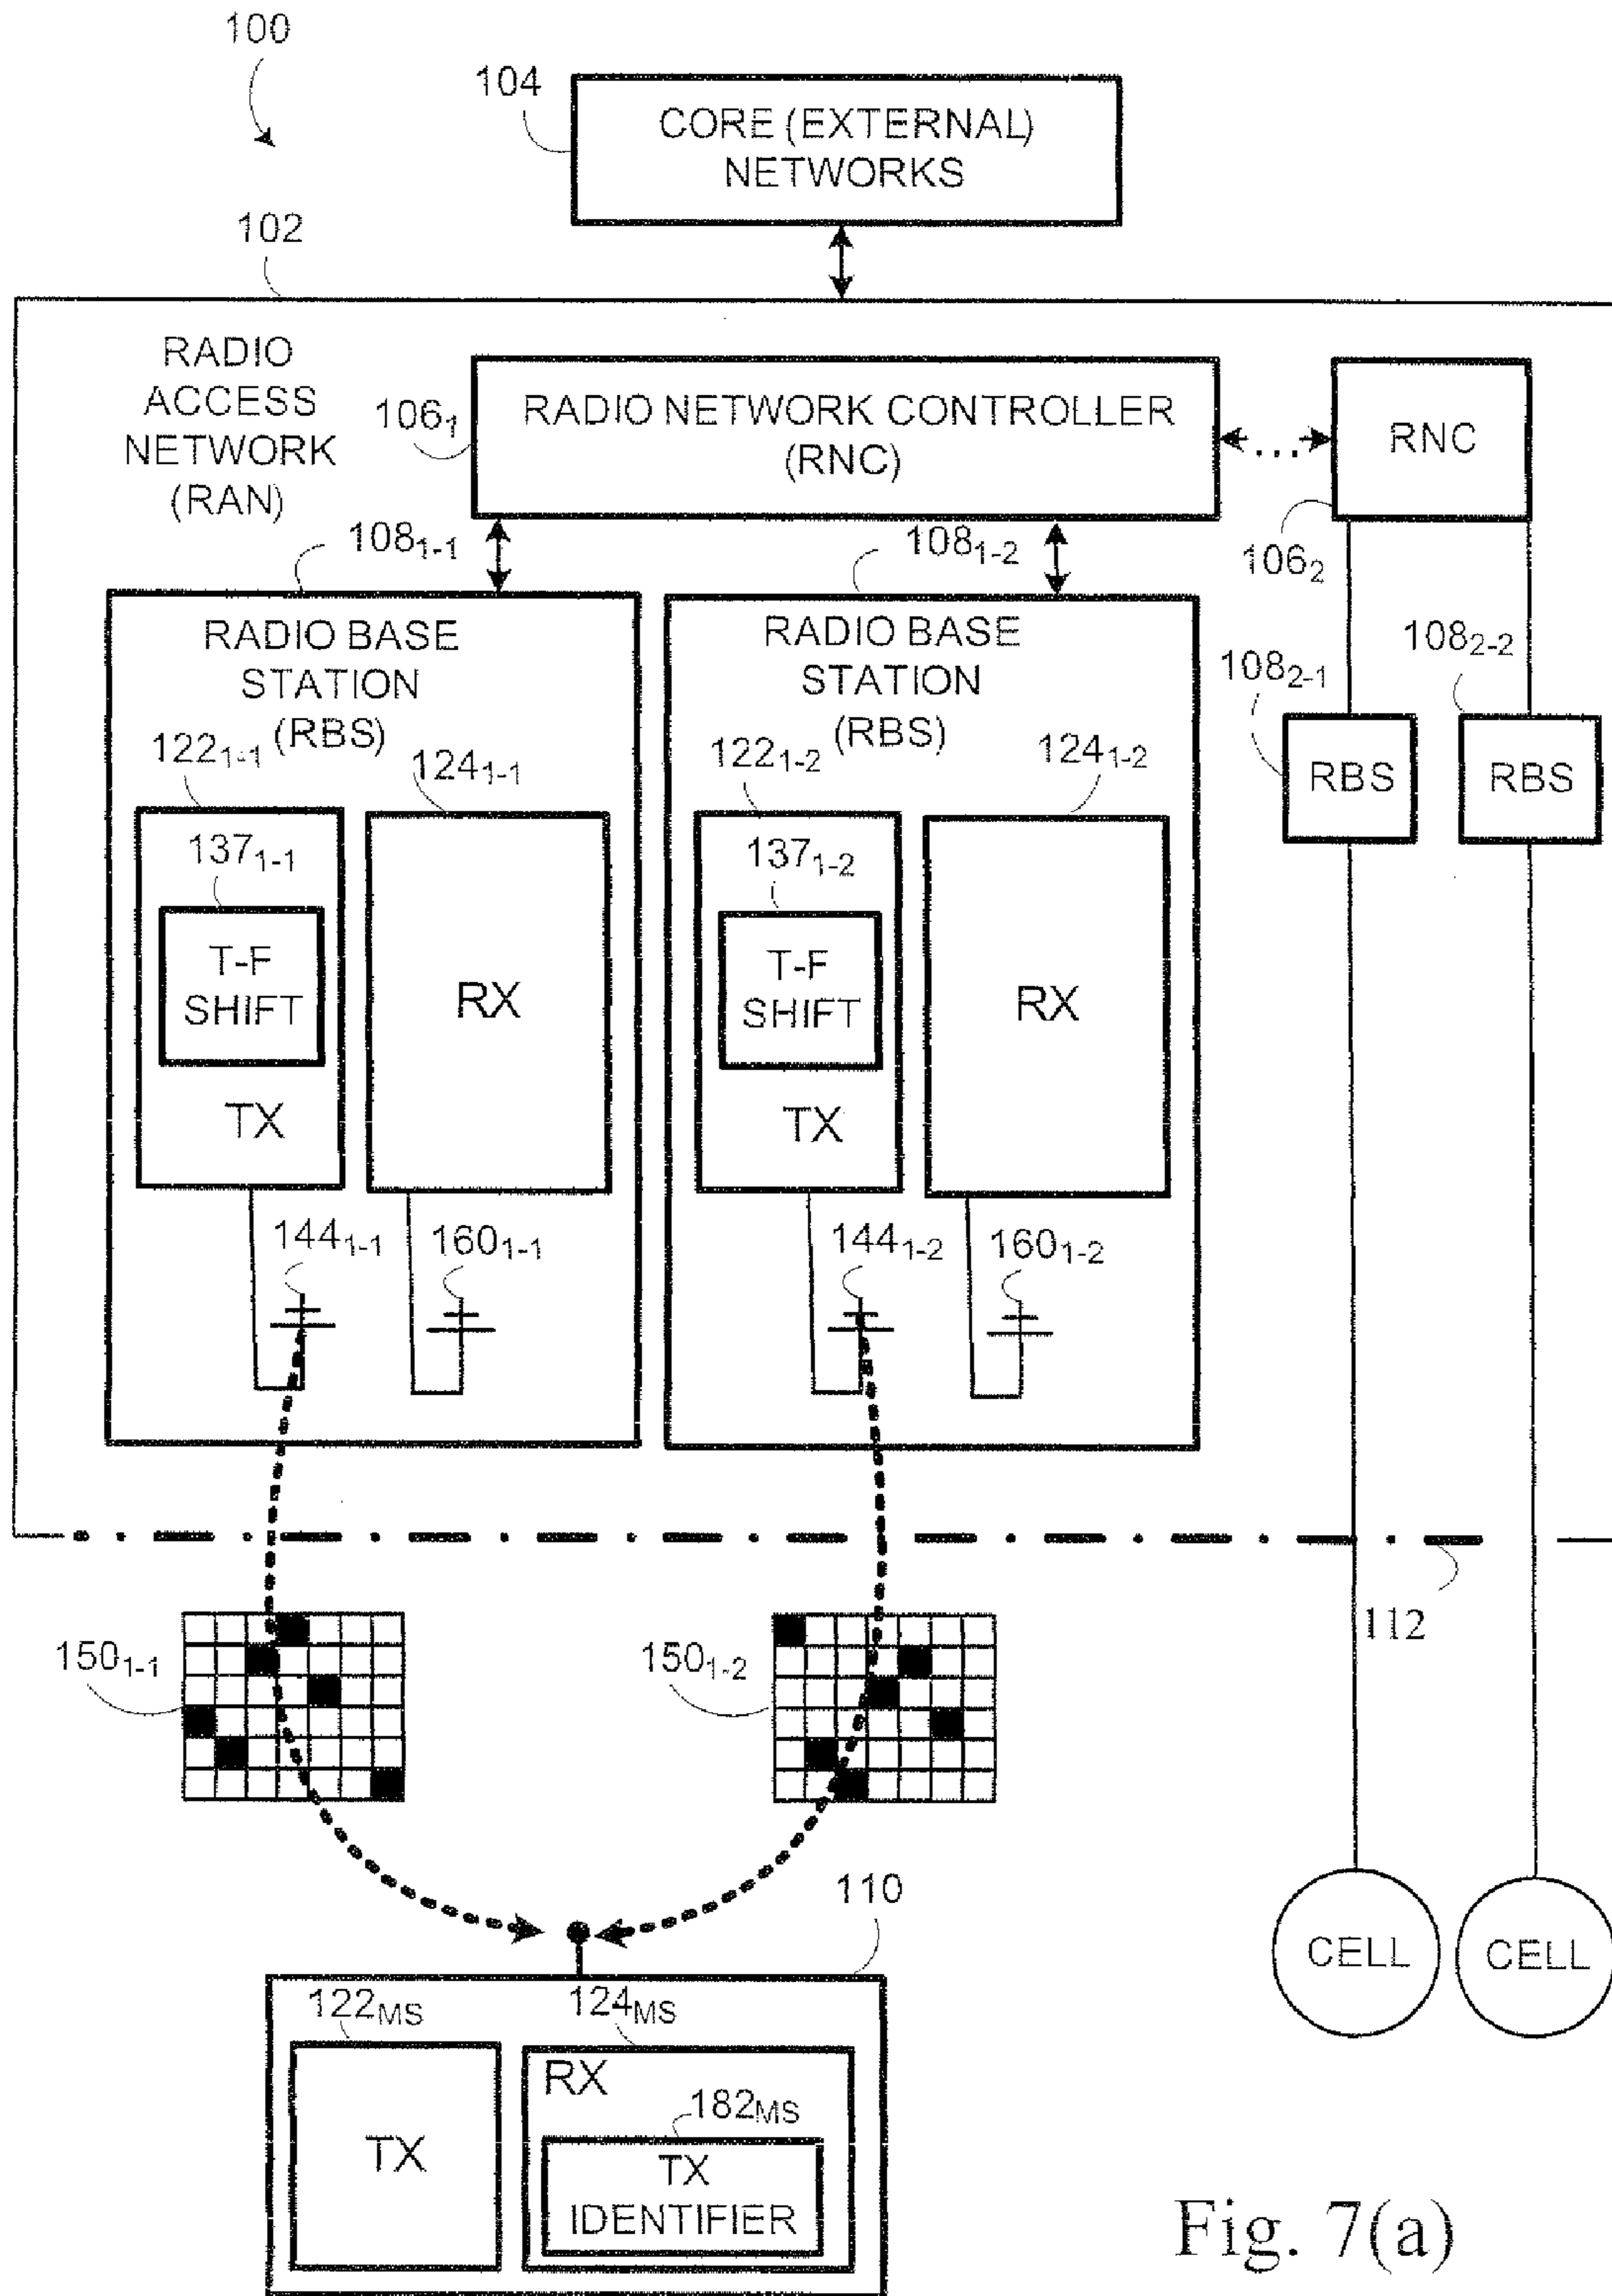 100
104
CORE (EXTERNAL)
NETWORKS
102
RADIO
ACCESS
NETWORK
(RAN)
106₁
RADIO NETWORK CONTROLLER
(RNC)
...
RNC
106₂
108₁₋₁
108₁₋₂
RADIO BASE
STATION
(RBS)
RADIO BASE
STATION
(RBS)
108₂₋₁
108₂₋₂
RBS
RBS
122₁₋₁
124₁₋₁
122₁₋₂
124₁₋₂
137₁₋₁
T-F
SHIFT
TX
RX
137₁₋₂
T-F
SHIFT
TX
RX
144₁₋₁
160₁₋₁
144₁₋₂
160₁₋₂
112
150₁₋₁
150₁₋₂
110
CELL
CELL
122MS
124MS
TX
RX
182MS
TX
IDENTIFIER
Fig. 7(a)